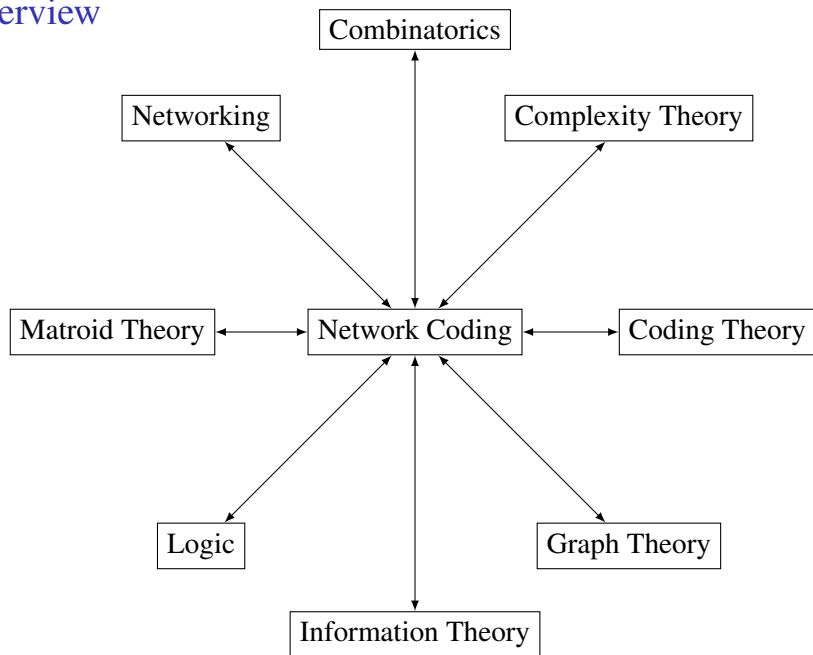 erview
Combinatorics
Networking
Complexity Theory
Matroid Theory
Network Coding
Coding Theory
Logic
Graph Theory
Information Theory